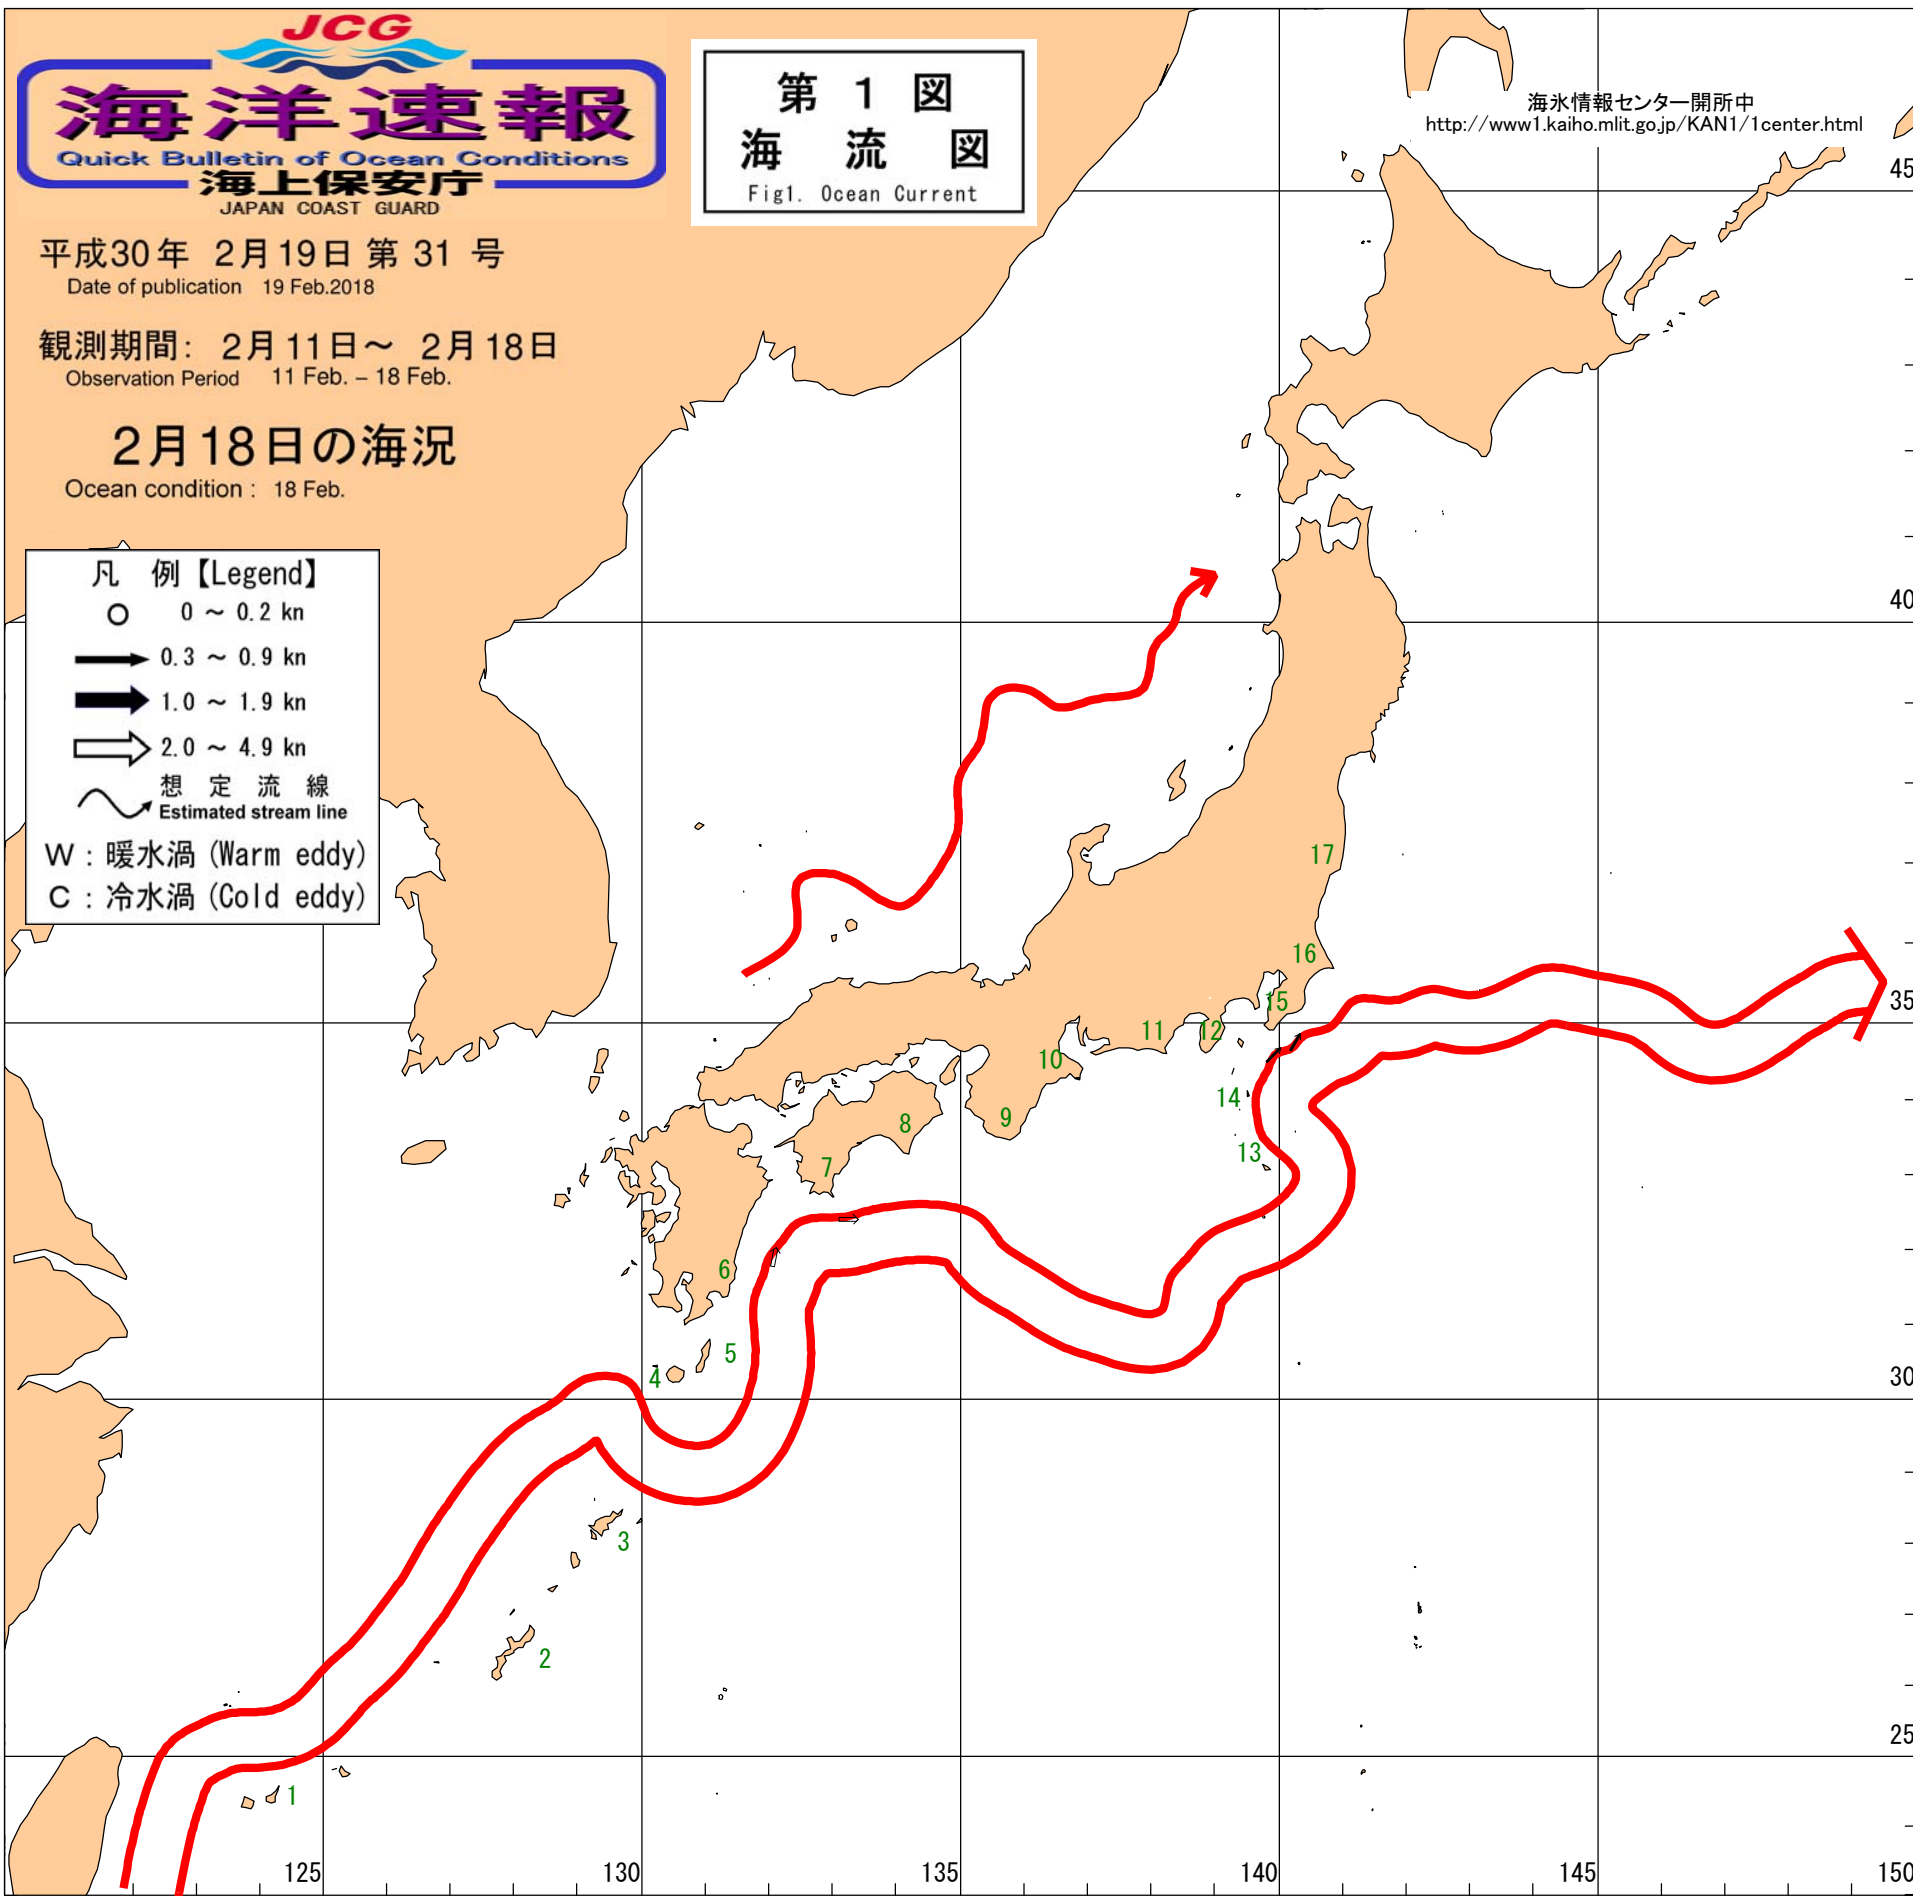 JCG
海洋速報
Quick Bulletin of Ocean Conditions
海上保安庁
JAPAN COAST GUARD
平成30年 2月19日 第 31 号
Date of publication 19 Feb.2018
観測期間: 2月11日～ 2月18日
Observation Period 11 Feb. – 18 Feb.
2月18日の海況
Ocean condition : 18 Feb.
第 1 図
海 流 図
Fig1. Ocean Current
海氷情報センター開所中
http://www1.kaiho.mlit.go.jp/KAN1/1center.html
凡 例【Legend】
0 ～ 0.2 kn
0.3 ～ 0.9 kn
1.0 ～ 1.9 kn
2.0 ～ 4.9 kn
想 定 流 線
Estimated stream line
W : 暖水渦 (Warm eddy)
C : 冷水渦 (Cold eddy)
45
40
35
30
25
17
16
15
12
11
10
14
13
9
8
7
6
5
4
3
2
1
125
130
135
140
145
150